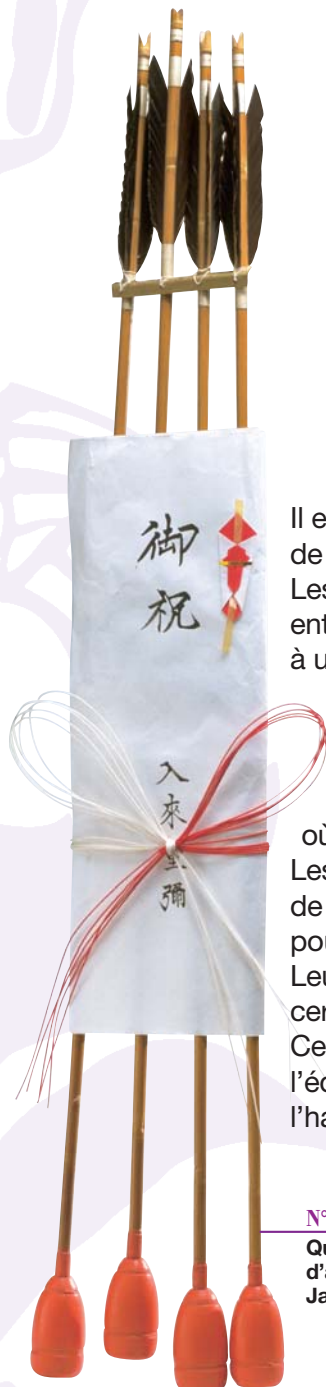 御祝
入來
彌
Il e
de
Les
ent
à u
où
Les
de
pou
Leu
cer
Ce
l'éc
l'ha
N°
Qu
d'a
Ja